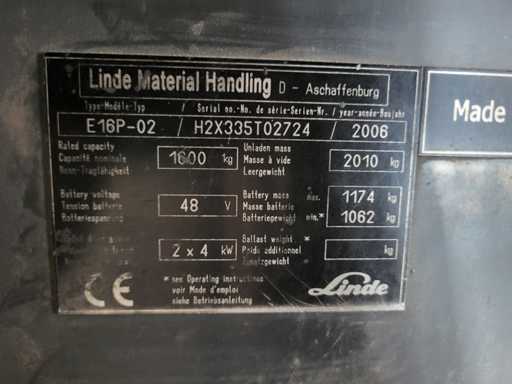 Linde Material Handling D - Aschaffenburg
Type-Modèle-Typ / Serial no.-No. de série-Serien-Nr. / year-année-Baujahr
E16P-02 / H2X335T02724 / 2006
Rated capacity
Capacité nominale 1600 kg
Nenn-Tragfähigkeit
Unladen mass
Masse à vide 2010 kg
Leergewicht
Battery voltage
Tension batterie 48 V
Batteriespannung
Battery mass max. 1174 kg
Masse batterie
Batteriegewicht min.* 1062 kg
2 x 4 kW
Ballast weight *
Poids additionnel kg
Zusatzgewicht
* see Operating instructions
voir Mode d'emploi
siehe Betriebsanleitung
CE
Linde
Made